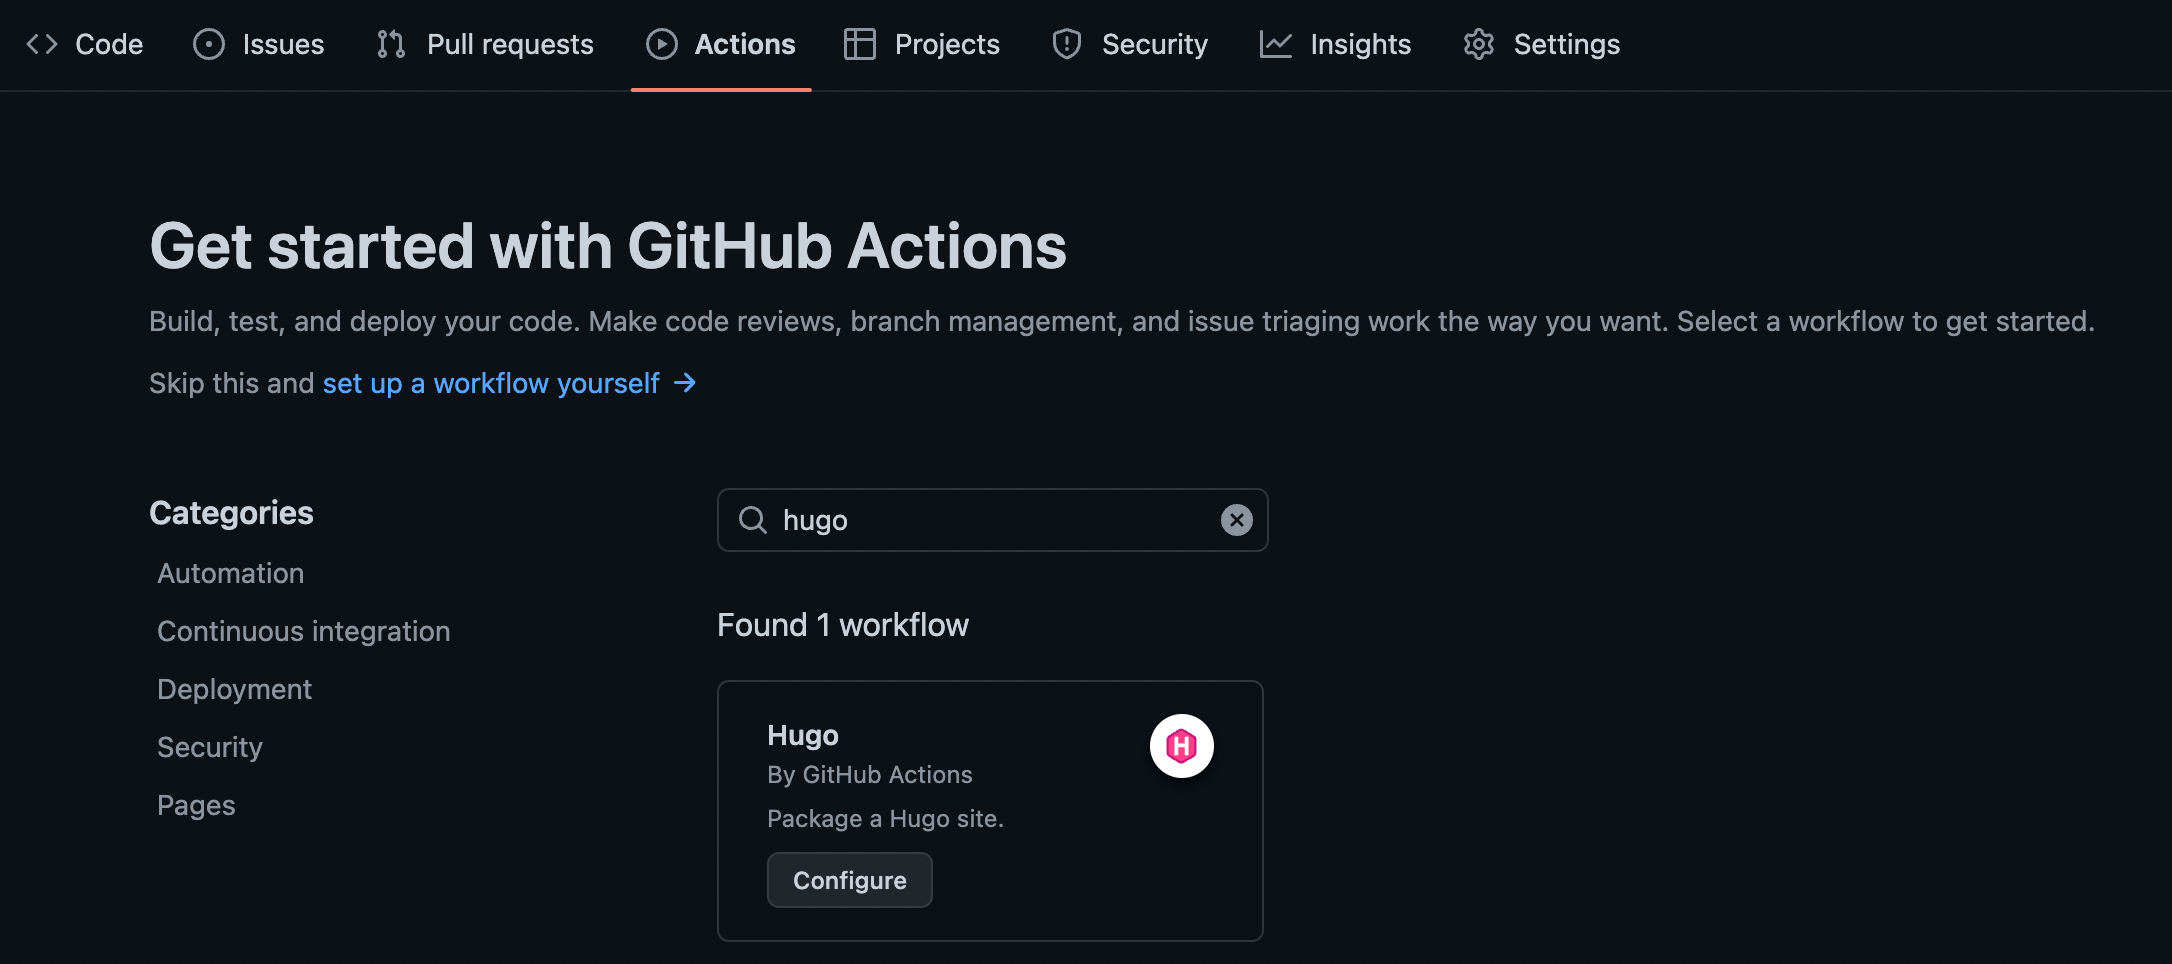 Code Issues Pull requests Actions Projects Security Insights Settings
Get started with GitHub Actions
Build, test, and deploy your code. Make code reviews, branch management, and issue triaging work the way you want. Select a workflow to get started.
Skip this and set up a workflow yourself →
Categories
Automation
Continuous integration
Deployment
Security
Pages
hugo
Found 1 workflow
Hugo
H
By GitHub Actions
Package a Hugo site.
Configure